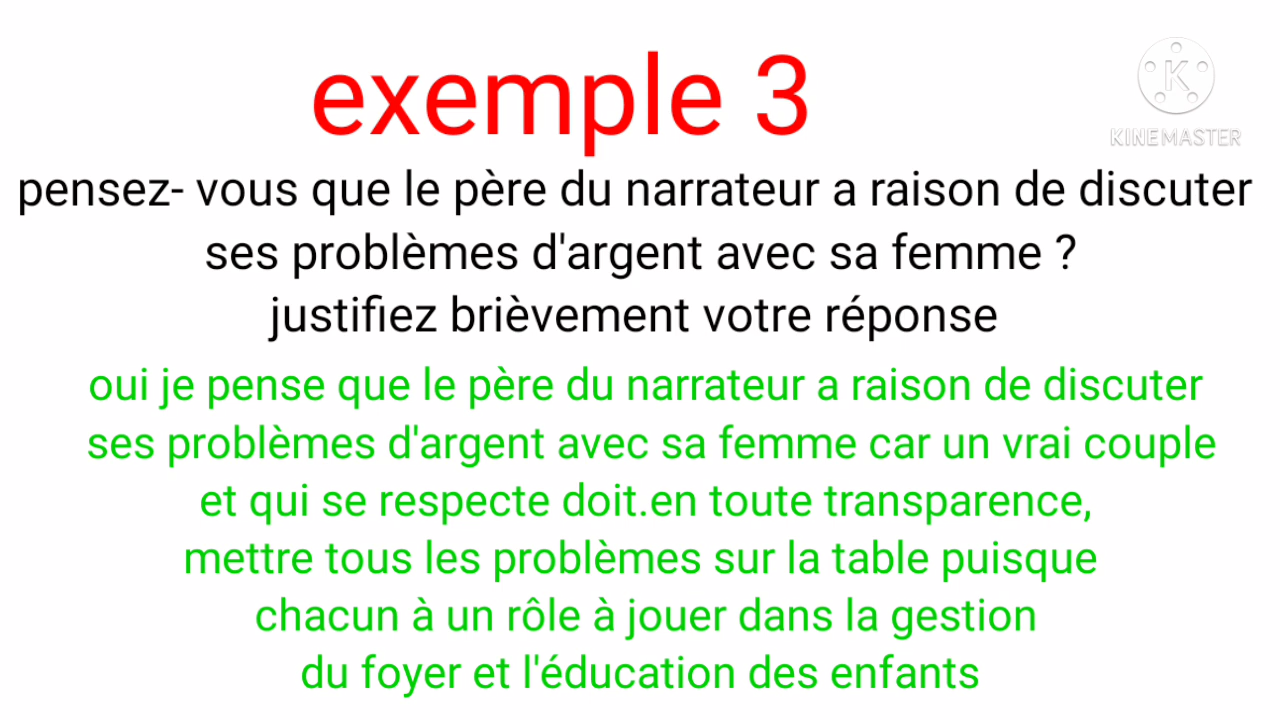 exemple 3
K
KINEMASTER
pensez- vous que le père du narrateur a raison de discuter
ses problèmes d'argent avec sa femme ?
justifiez brièvement votre réponse
oui je pense que le père du narrateur a raison de discuter
ses problèmes d'argent avec sa femme car un vrai couple
et qui se respecte doit.en toute transparence,
mettre tous les problèmes sur la table puisque
chacun à un rôle à jouer dans la gestion
du foyer et l'éducation des enfants